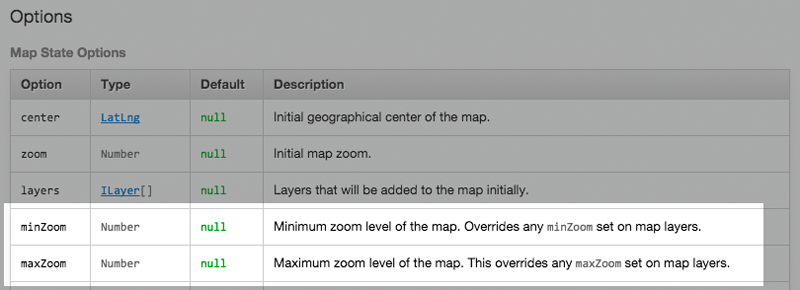 Options
Map State Options
Option Type Default Description
center LatLng null Initial geographical center of the map.
zoom Number null Initial map zoom.
layers ILayer[] null Layers that will be added to the map initially.
minZoom Number null Minimum zoom level of the map. Overrides any minZoom set on map layers.
maxZoom Number null Maximum zoom level of the map. This overrides any maxZoom set on map layers.